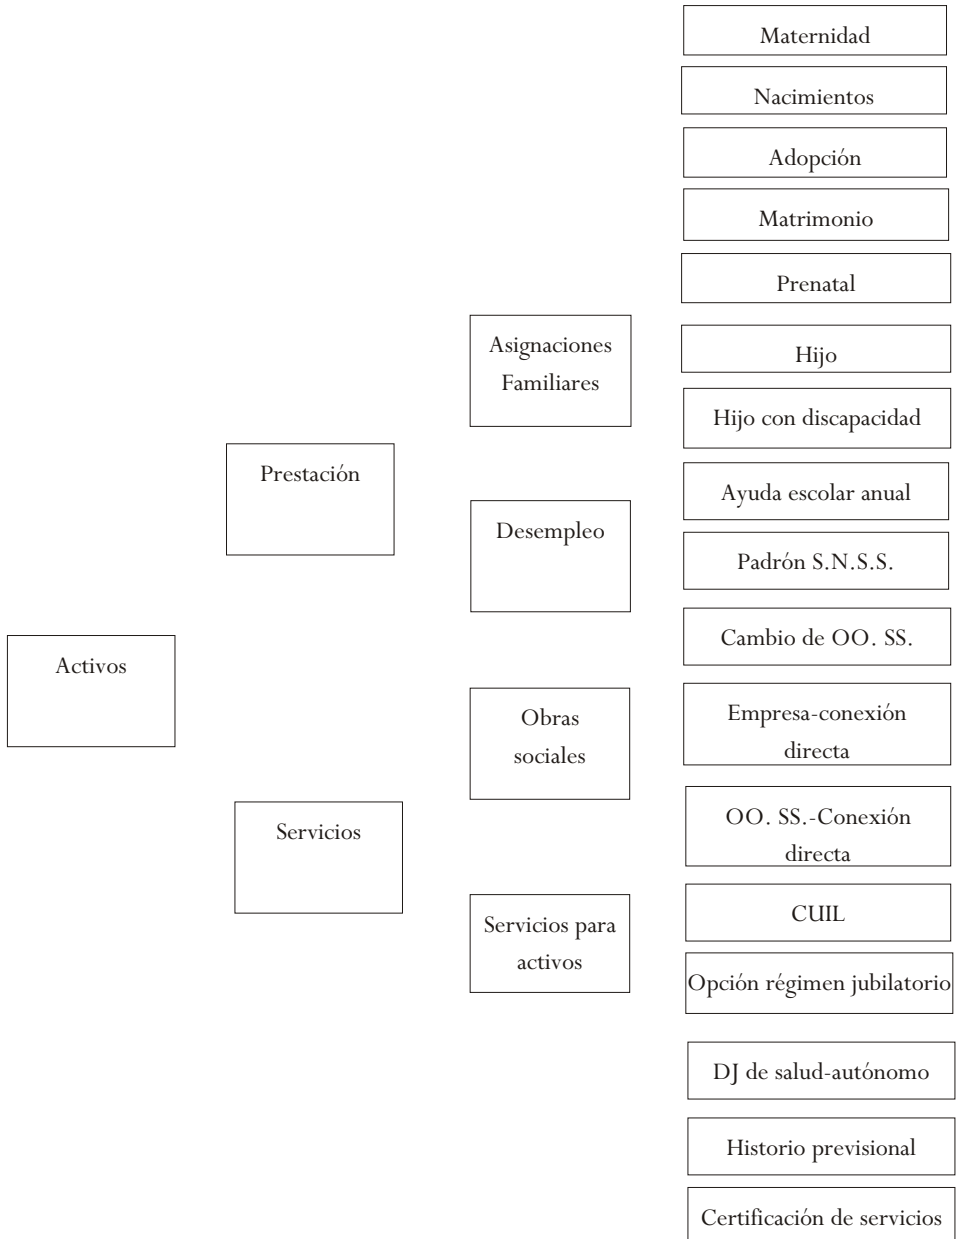 Maternidad
Nacimientos
Adopción
Matrimonio
Prenatal
Asignaciones
Familiares
Hijo
Hijo con discapacidad
Prestación
Ayuda escolar anual
Desempleo
Padrón S.N.S.S.
Cambio de OO. SS.
Activos
Obras
sociales
Empresa-conexión
directa
Servicios
OO. SS.-Conexión
directa
Servicios para
activos
CUIL
Opción régimen jubilatorio
DJ de salud-autónomo
Historio previsional
Certificación de servicios